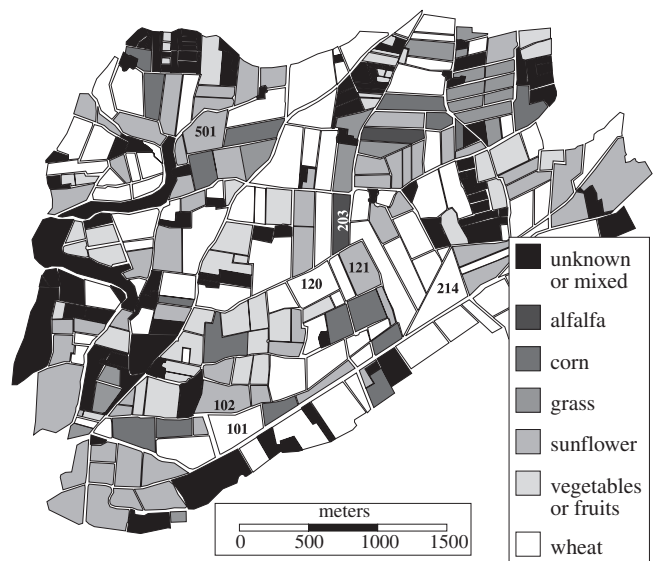 501
203
121
120
214
102
101
unknown
or mixed
alfalfa
corn
grass
sunflower
vegetables
or fruits
wheat
meters
0 500 1000 1500